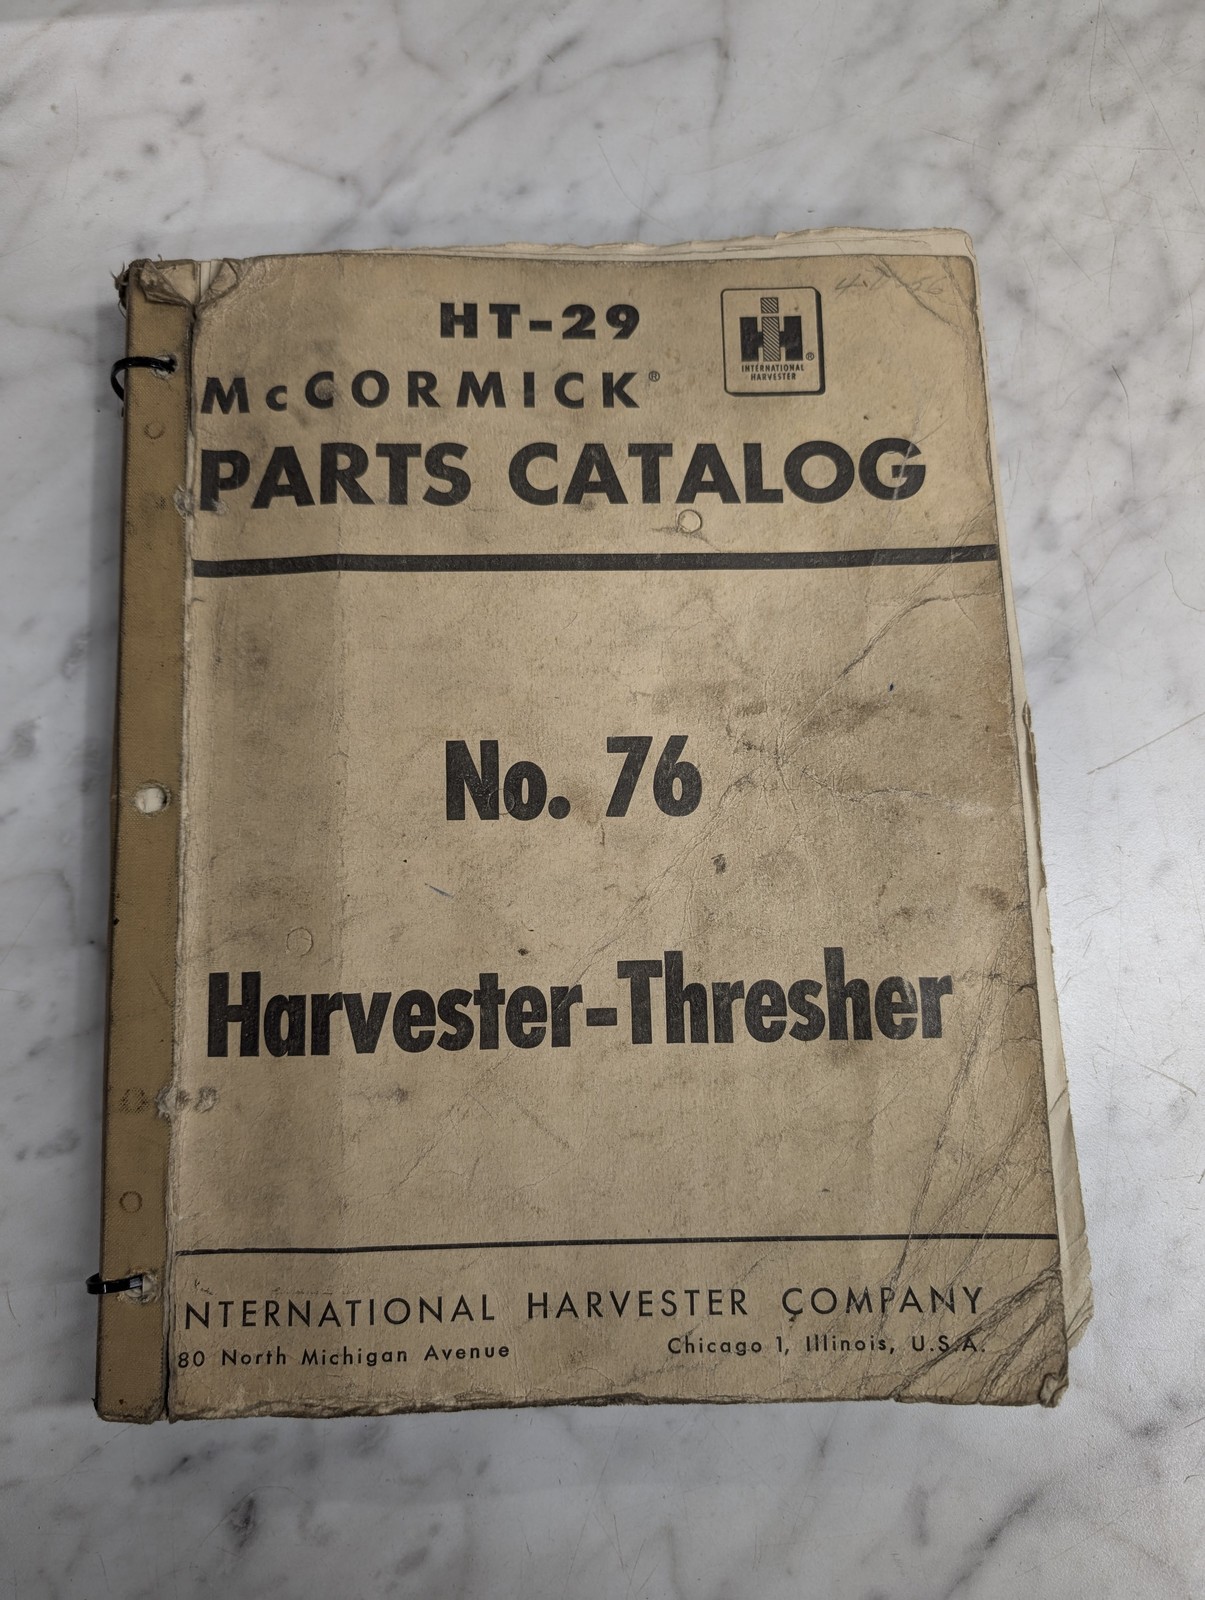 HT-29
McCORMICK®
PARTS CATALOG
IH®
INTERNATIONAL
HARVESTER
No. 76
Harvester-Thresher
NTERNATIONAL HARVESTER COMPANY
80 North Michigan Avenue Chicago 1, Illinois, U.S.A.